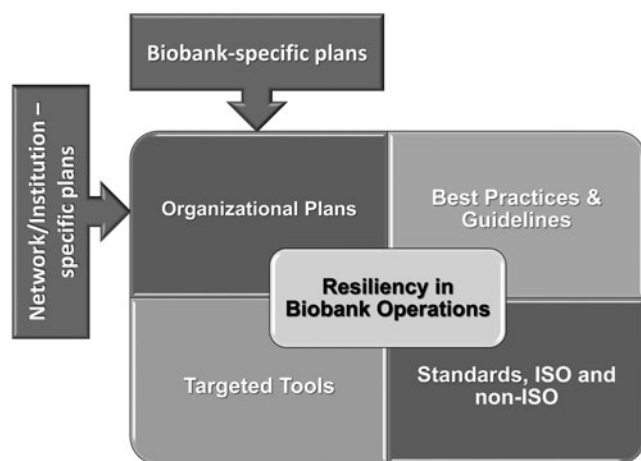 Biobank-specific plans
Network/Institution –
specific plans
Organizational Plans
Best Practices &
Guidelines
Resiliency in
Biobank Operations
Targeted Tools
Standards, ISO and
non-ISO